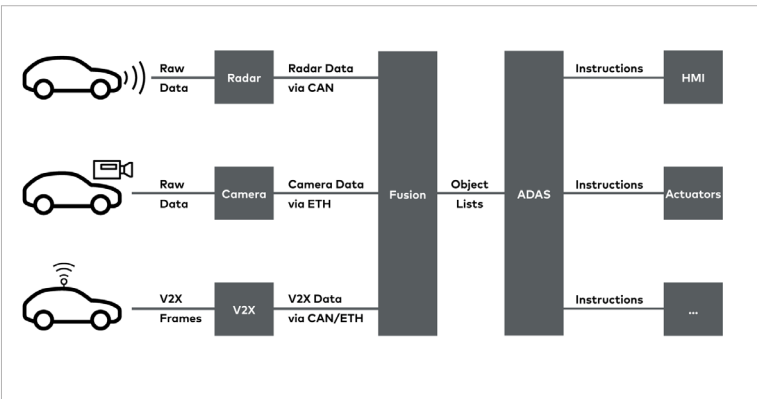 Raw
Data
Radar
Radar Data
via CAN
Instructions
HMI
Raw
Data
Camera
Camera Data
via ETH
Fusion
Object
Lists
ADAS
Instructions
Actuators
V2X
Frames
V2X
V2X Data
via CAN/ETH
Instructions
...